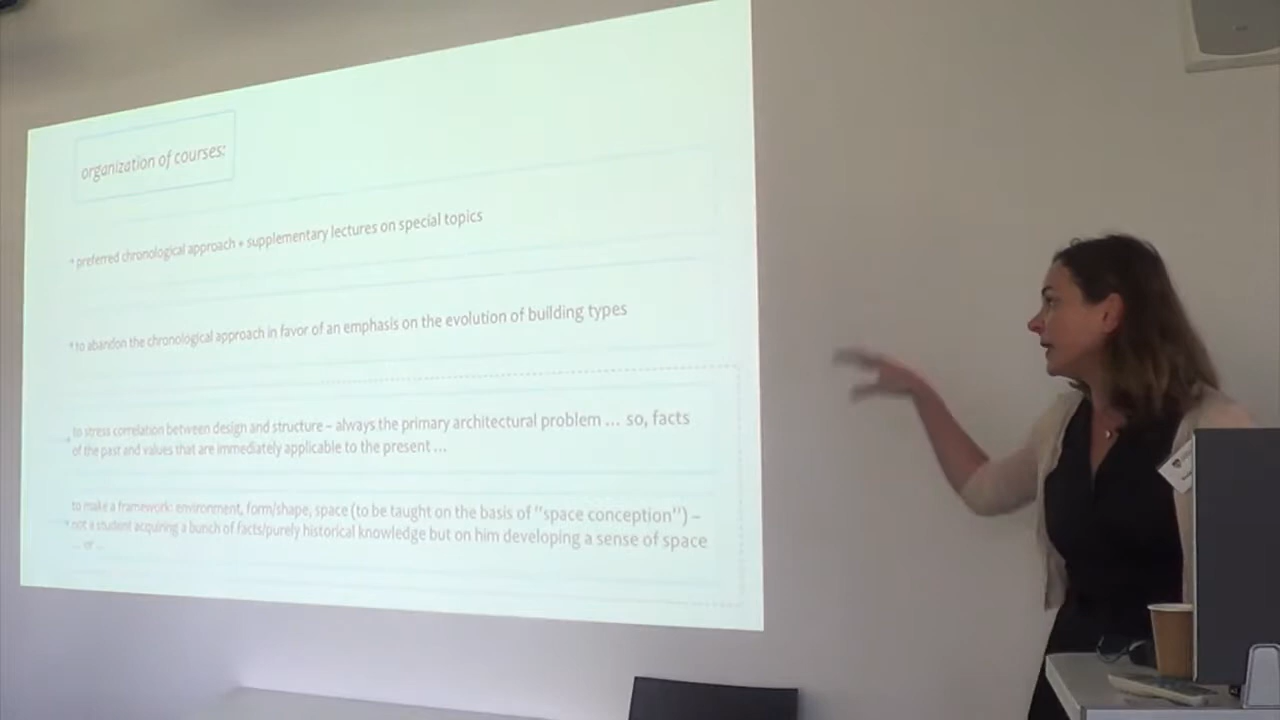 organization of courses:
* preferred chronological approach + supplementary lectures on special topics
* to abandon the chronological approach in favor of an emphasis on the evolution of building types
to stress correlation between design and structure – always the primary architectural problem … so, facts
* of the past and values that are immediately applicable to the present …
to make a framework: environment, form/shape, space (to be taught on the basis of "space conception") –
* not a student acquiring a bunch of facts/purely historical knowledge but on him developing a sense of space
… or …